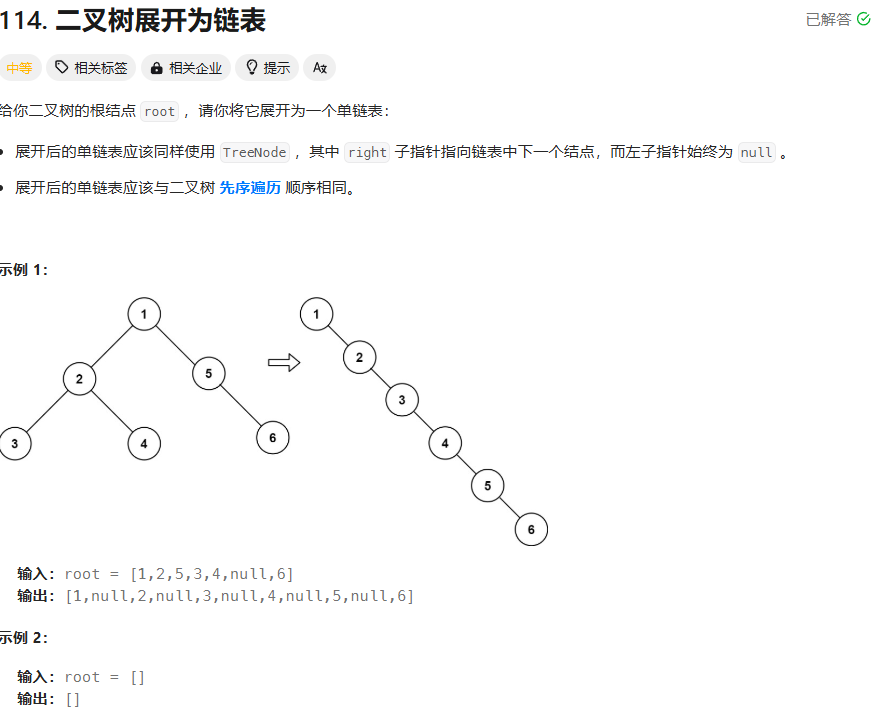 114. 二叉树展开为链表
已解答
中等 相关标签 相关企业 提示 Aあ
给你二叉树的根结点 root ，请你将它展开为一个单链表：
展开后的单链表应该同样使用 TreeNode ，其中 right 子指针指向链表中下一个结点，而左子指针始终为 null 。
展开后的单链表应该与二叉树 先序遍历 顺序相同。
示例 1：
1
2
5
3
4
6
1
2
3
4
5
6
输入：root = [1,2,5,3,4,null,6]
输出：[1,null,2,null,3,null,4,null,5,null,6]
示例 2：
输入：root = []
输出：[]